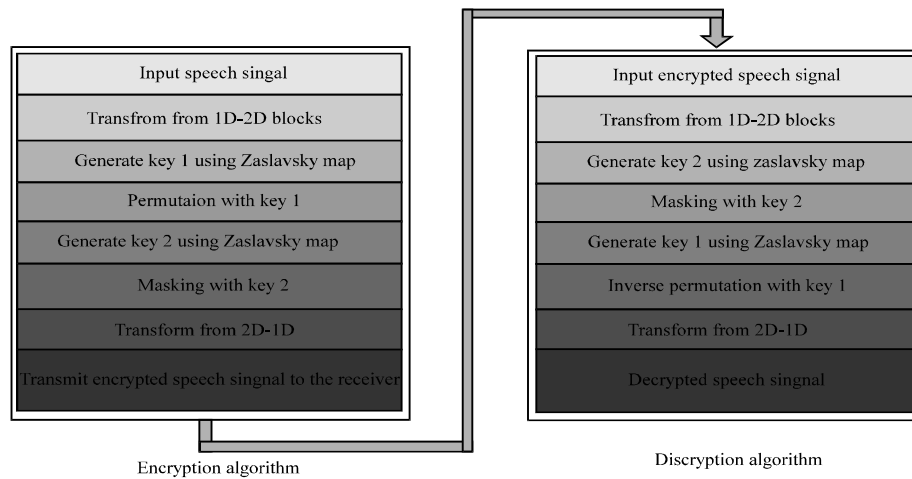 Input speech singal
Transfrom from 1D-2D blocks
Generate key 1 using Zaslavsky map
Permutaion with key 1
Generate key 2 using Zaslavsky map
Masking with key 2
Transform from 2D-1D
Transmit encrypted speech singnal to the receiver
Encryption algorithm
Input encrypted speech signal
Transfrom from 1D-2D blocks
Generate key 2 using zaslavsky map
Masking with key 2
Generate key 1 using Zaslavsky map
Inverse permutation with key 1
Transform from 2D-1D
Decrypted speech singnal
Discryption algorithm